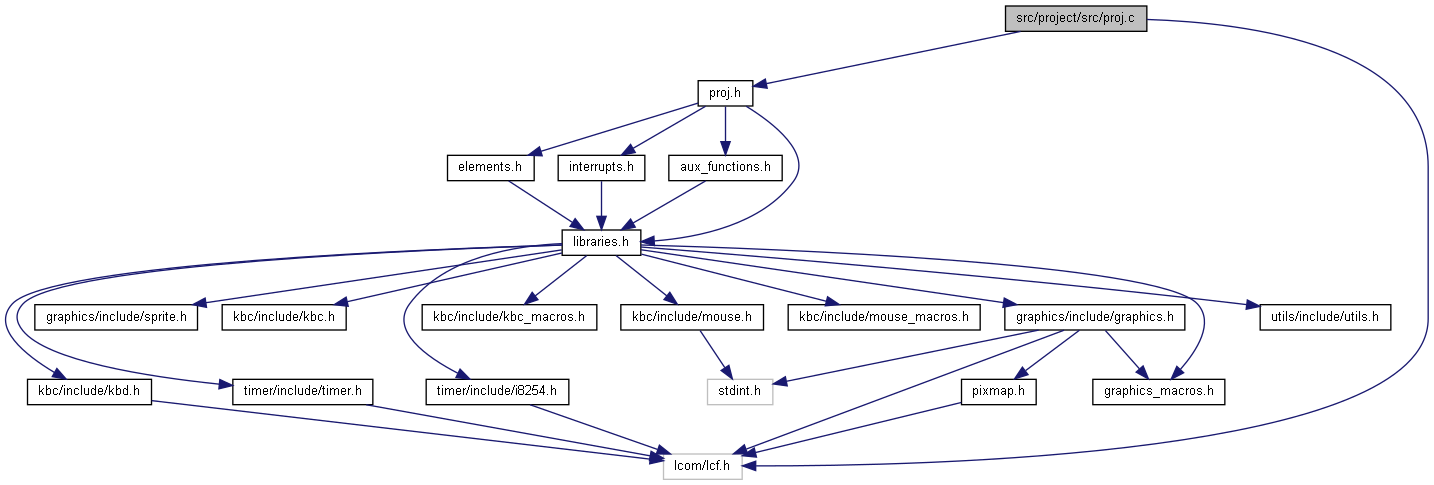 src/project/src/proj.c
proj.h
elements.h
interrupts.h
aux_functions.h
libraries.h
graphics/include/sprite.h
kbc/include/kbc.h
kbc/include/kbc_macros.h
kbc/include/mouse.h
kbc/include/mouse_macros.h
graphics/include/graphics.h
utils/include/utils.h
kbc/include/kbd.h
timer/include/timer.h
timer/include/i8254.h
stdint.h
pixmap.h
graphics_macros.h
lcom/lcf.h